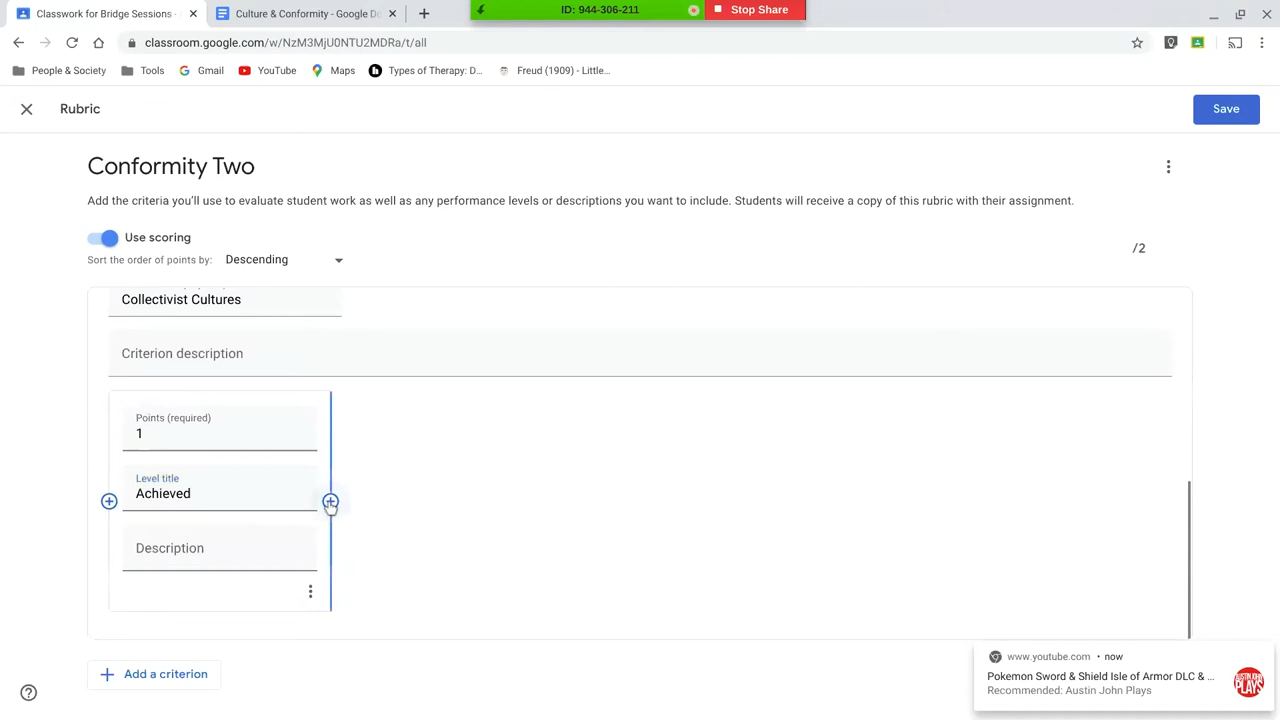 Classwork for Bridge Sessions
Culture & Conformity - Google D
ID: 944-306-211
Stop Share
classroom.google.com/w/NzM3MjU0NTU2MDRa/t/all
People & Society
Tools
Gmail
YouTube
Maps
Types of Therapy: D...
Freud (1909) - Little...
Rubric
Save
Conformity Two
Add the criteria you'll use to evaluate student work as well as any performance levels or descriptions you want to include. Students will receive a copy of this rubric with their assignment.
Use scoring
/2
Sort the order of points by:
Descending
Collectivist Cultures
Criterion description
Points (required)
1
Level title
Achieved
Description
Add a criterion
www.youtube.com • now
Pokemon Sword & Shield Isle of Armor DLC & ...
Recommended: Austin John Plays
AUSTIN JOHN
PLAYS